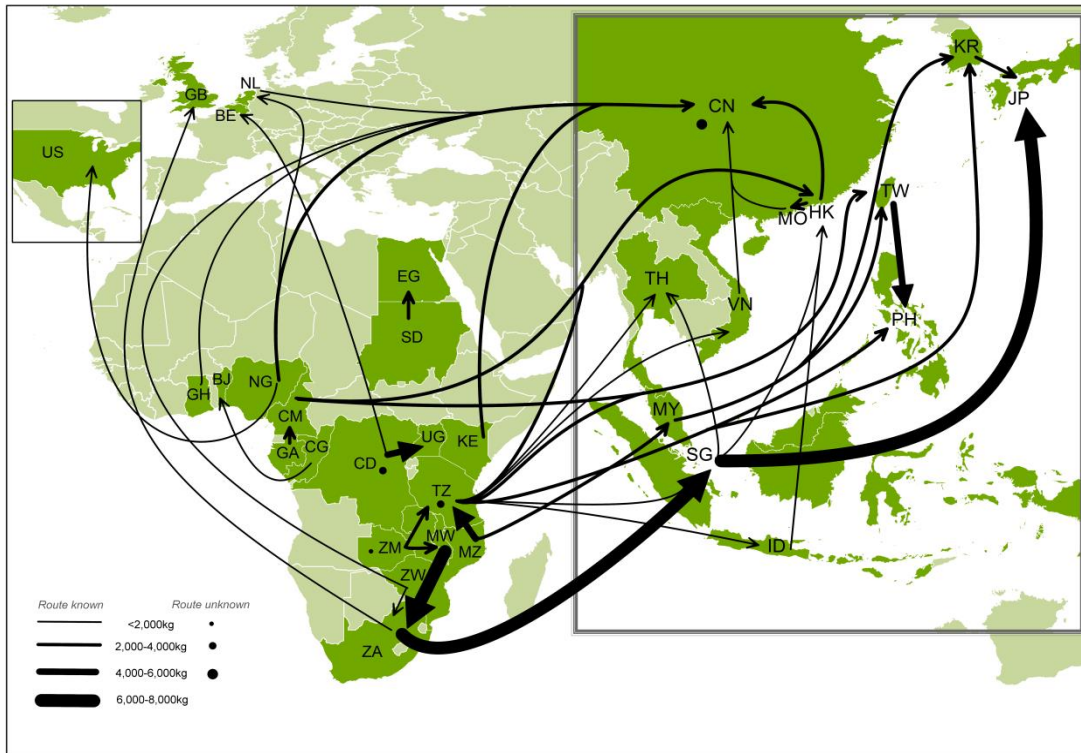 KR
NL
GB
CN
JP
BE
US
TW
MO
HK
EG
TH
VN
SD
PH
BJ
NG
GH
MY
CM
UG
KE
CG
GA
SG
CD
TZ
MW
ZM
MZ
ID
ZW
ZA
Route known
Route unknown
<2,000kg
2,000-4,000kg
4,000-6,000kg
6,000-8,000kg